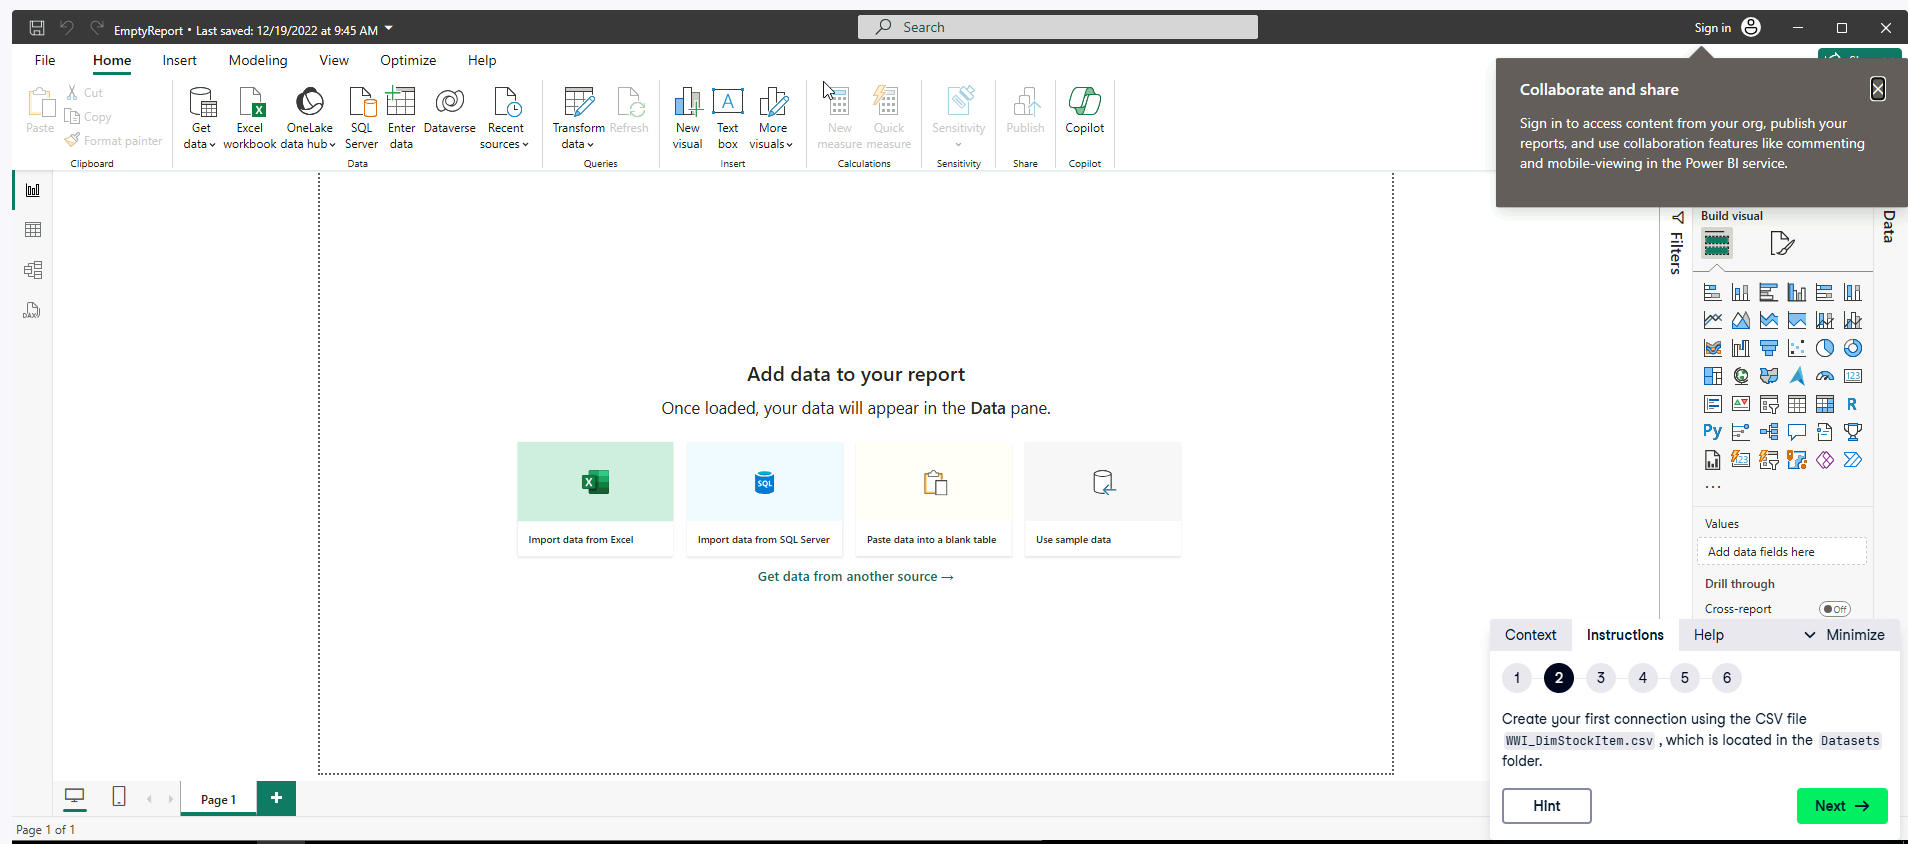 EmptyReport • Last saved: 12/19/2022 at 9:45 AM
Search
Sign in
File Home Insert Modeling View Optimize Help
Paste
Cut
Copy
Format painter
Clipboard
Get data
Excel workbook
OneLake data hub
SQL Server
Enter data
Dataverse
Recent sources
Data
Transform data
Refresh
Queries
New visual
Text box
More visuals
Insert
New measure
Quick measure
Calculations
Sensitivity
Sensitivity
Publish
Share
Copilot
Copilot
Collaborate and share
Sign in to access content from your org, publish your
reports, and use collaboration features like commenting
and mobile-viewing in the Power BI service.
Filters
Build visual
Data
123
R
Py
123
Values
Add data fields here
Drill through
Cross-report
Off
Add data to your report
Once loaded, your data will appear in the Data pane.
SQL
Import data from Excel
Import data from SQL Server
Paste data into a blank table
Use sample data
Get data from another source →
DAX
A
X
X
Context Instructions Help Minimize
1 2 3 4 5 6
Create your first connection using the CSV file
WWI_DimStockItem.csv , which is located in the Datasets
folder.
Hint
Next →
Page 1
+
Page 1 of 1